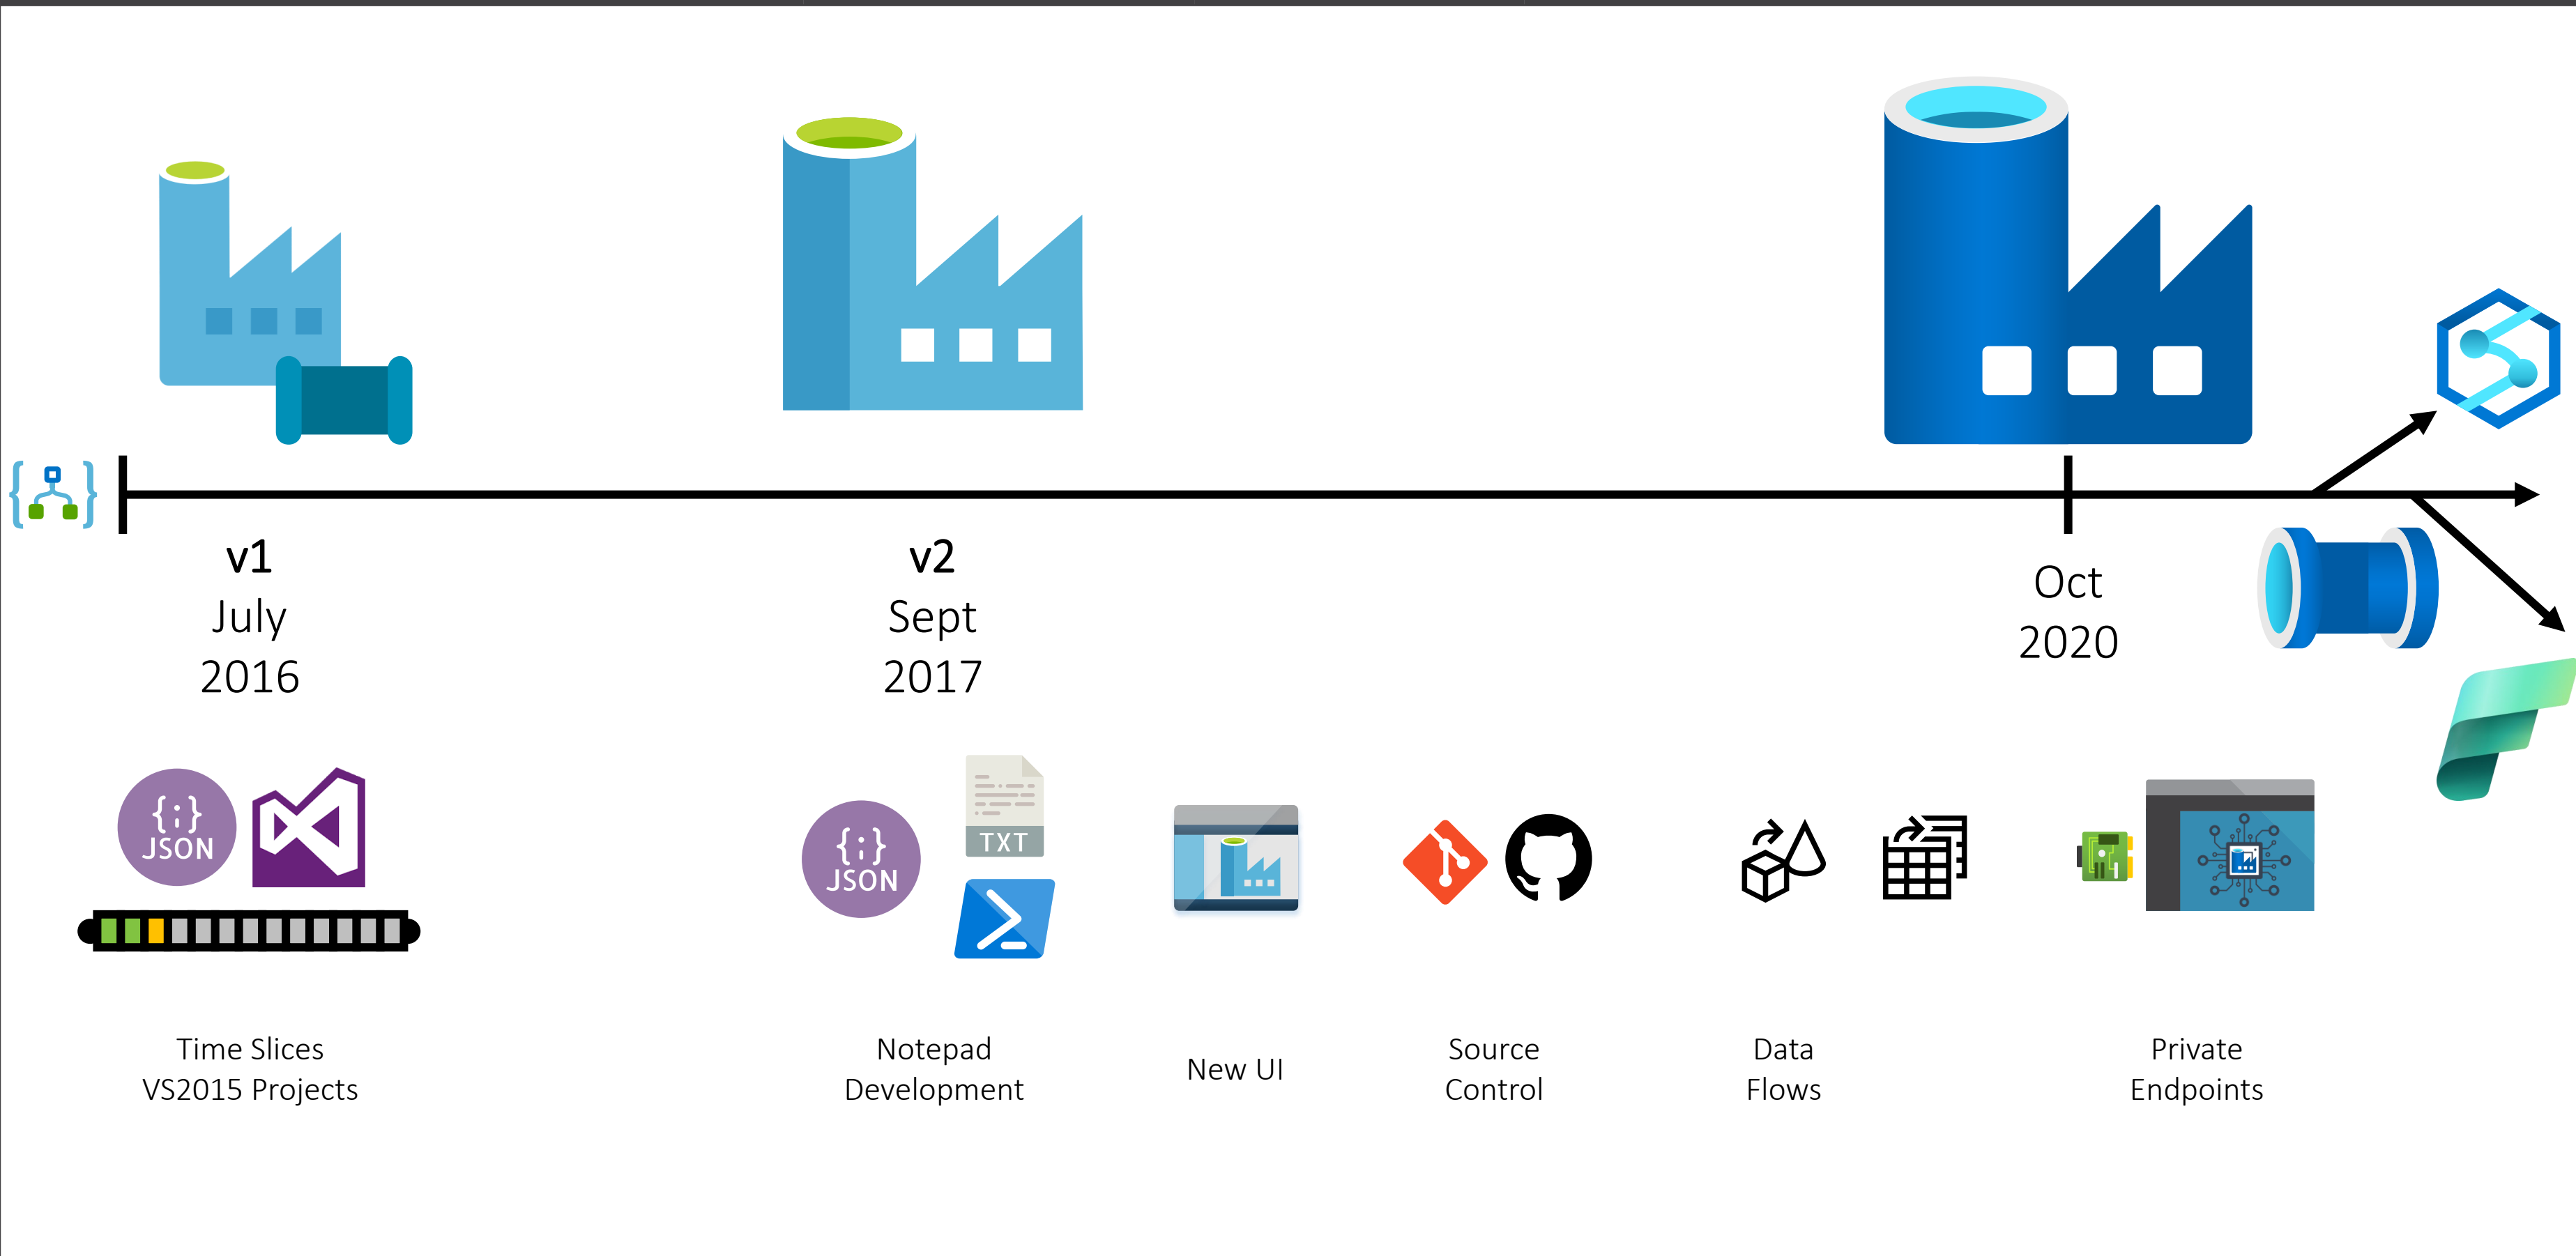 v1
July
2016
v2
Sept
2017
Oct
2020
{;}
JSON
{;}
JSON
TXT
Time Slices
VS2015 Projects
Notepad
Development
New UI
Source
Control
Data
Flows
Private
Endpoints